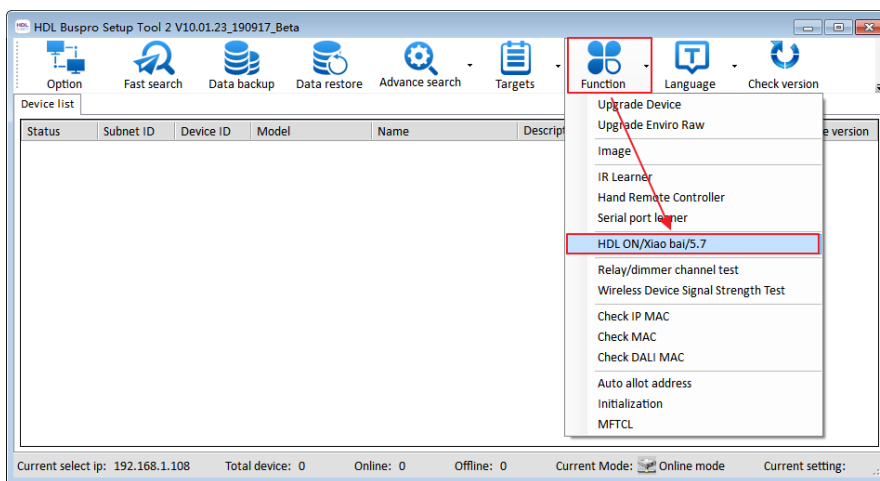 HDL Buspro Setup Tool 2 V10.01.23_190917_Beta
Option Fast search Data backup Data restore Advance search Targets Function Language Check version
Device list
Status Subnet ID Device ID Model Name Descript e version
Upgrade Device
Upgrade Enviro Raw
Image
IR Learner
Hand Remote Controller
Serial port lerner
HDL ON/Xiao bai/5.7
Relay/dimmer channel test
Wireless Device Signal Strength Test
Check IP MAC
Check MAC
Check DALI MAC
Auto allot address
Initialization
MFTCL
Current select ip: 192.168.1.108 Total device: 0 Online: 0 Offline: 0 Current Mode: Online mode Current setting: